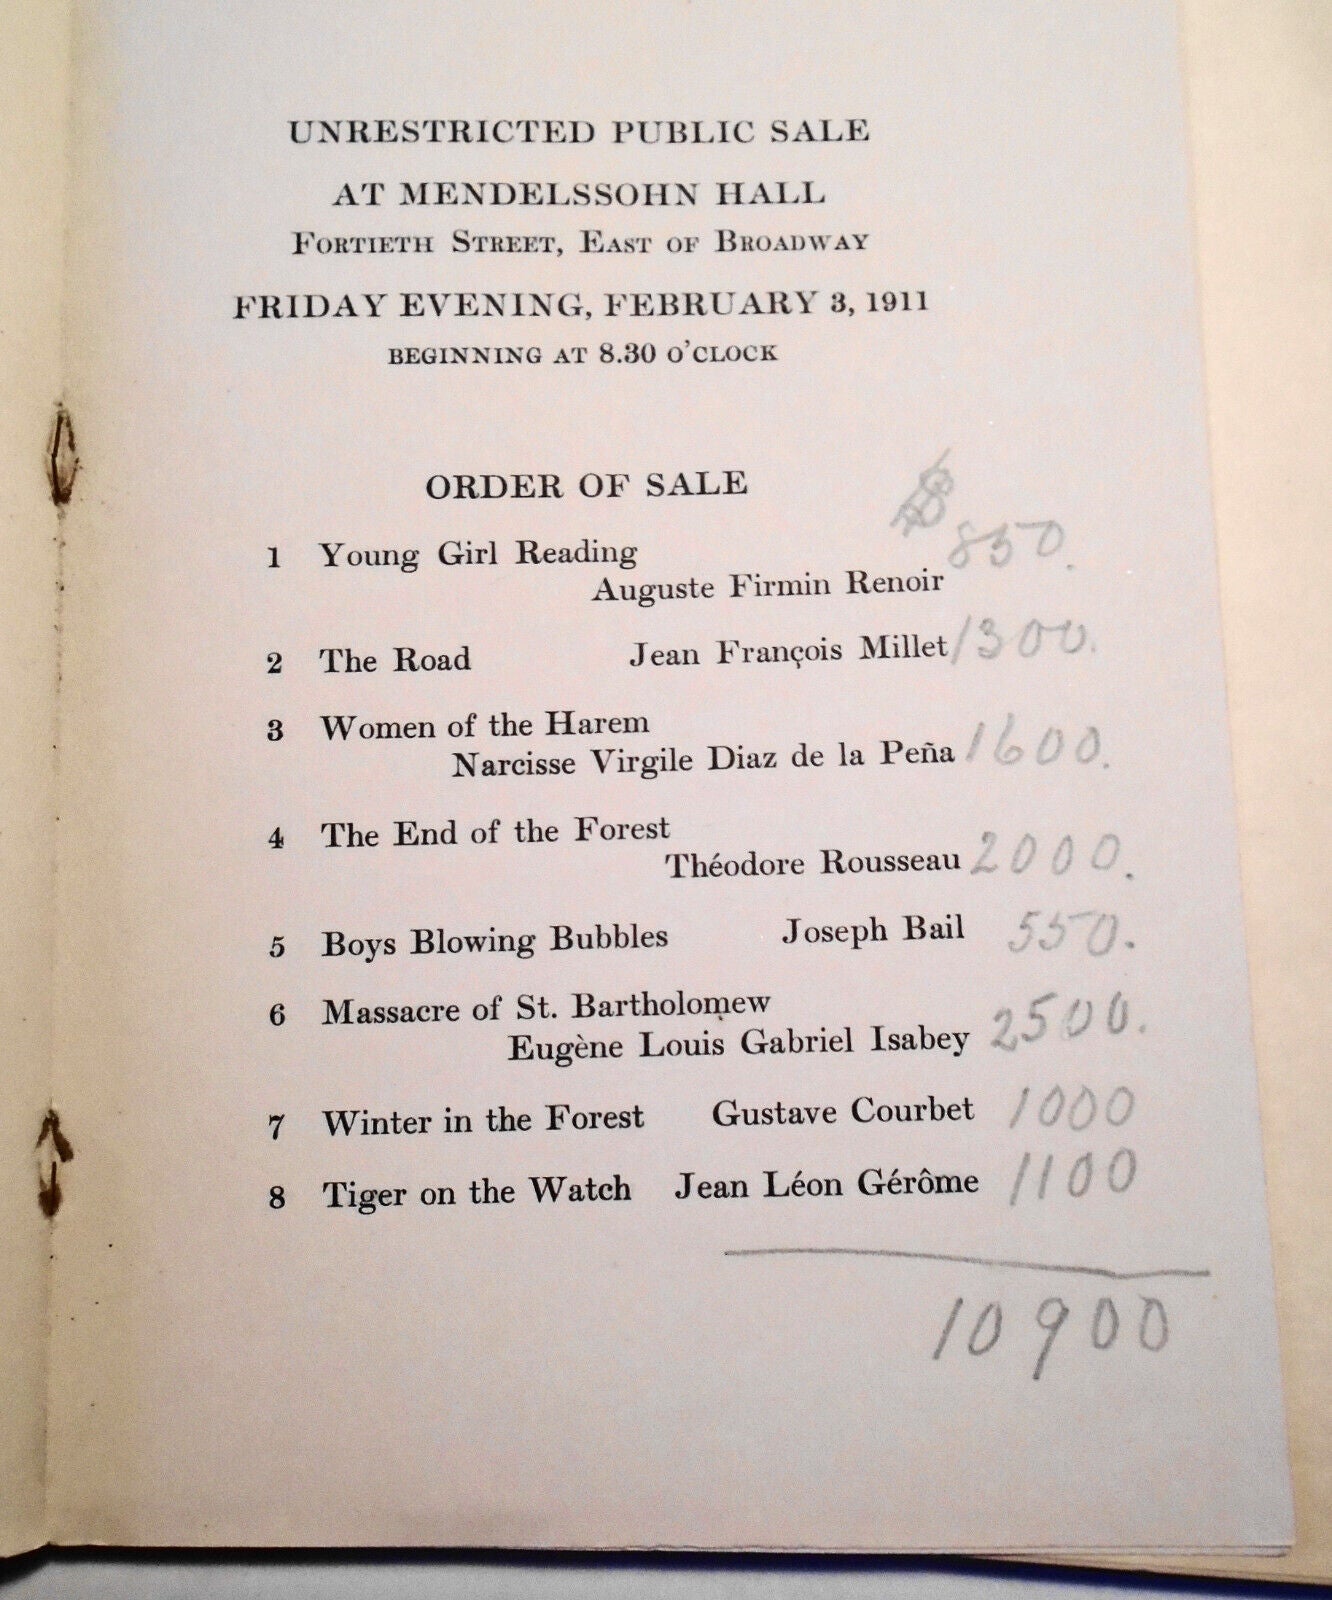 UNRESTRICTED PUBLIC SALE
AT MENDELSSOHN HALL
FORTIETH STREET, EAST OF BROADWAY
FRIDAY EVENING, FEBRUARY 3, 1911
BEGINNING AT 8.30 O'CLOCK
ORDER OF SALE
$
1 Young Girl Reading
Auguste Firmin Renoir 850.
2 The Road Jean François Millet 1300.
3 Women of the Harem
Narcisse Virgile Diaz de la Peña 1600.
4 The End of the Forest
Théodore Rousseau 2000.
5 Boys Blowing Bubbles Joseph Bail 550.
6 Massacre of St. Bartholomew
Eugène Louis Gabriel Isabey 2500.
7 Winter in the Forest Gustave Courbet 1000
8 Tiger on the Watch Jean Léon Gérôme 1100
10900